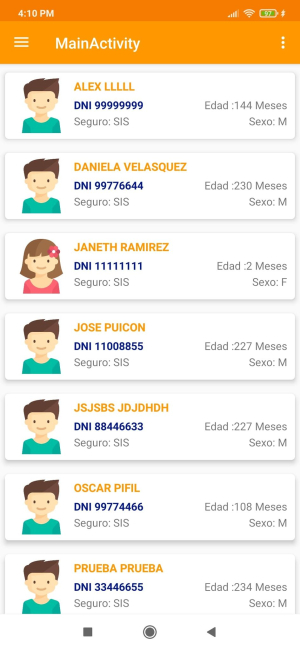 4:10 PM 97
MainActivity
ALEX LLLLL
DNI 99999999 Edad :144 Meses
Seguro: SIS Sexo: M
DANIELA VELASQUEZ
DNI 99776644 Edad :230 Meses
Seguro: SIS Sexo: M
JANETH RAMIREZ
DNI 11111111 Edad :2 Meses
Seguro: SIS Sexo: F
JOSE PUICON
DNI 11008855 Edad :227 Meses
Seguro: SIS Sexo: M
JSJSBS JDJDHDH
DNI 88446633 Edad :227 Meses
Seguro: SIS Sexo: M
OSCAR PIFIL
DNI 99774466 Edad :108 Meses
Seguro: SIS Sexo: M
PRUEBA PRUEBA
DNI 33446655 Edad :234 Meses
Seguro: SIS Sexo: M